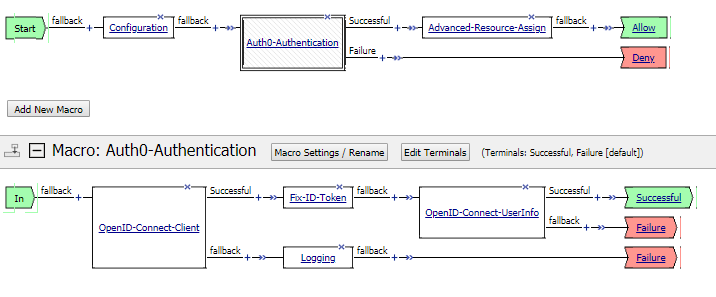 Start
fallback
Configuration
fallback
Auth0-Authentication
Successful
Advanced-Resource-Assign
fallback
Allow
Failure
Deny
Add New Macro
Macro: Auth0-Authentication
Macro Settings / Rename
Edit Terminals
(Terminals: Successful, Failure [default])
In
fallback
OpenID-Connect-Client
Successful
Fix-ID-Token
fallback
OpenID-Connect-UserInfo
Successful
Successful
fallback
Failure
fallback
Logging
fallback
Failure